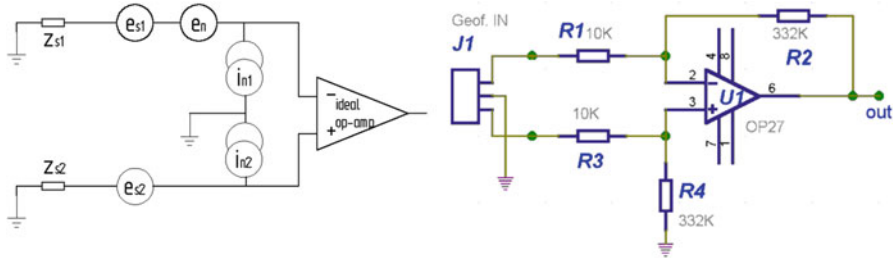 Zs1
es1
en
in1
−
ideal
op-amp
+
in2
Zs2
es2
Geof. IN
J1
R1
10K
332K
R2
4
8
2
−
U1
6
3
+
OP27
out
10K
R3
7
1
R4
332K